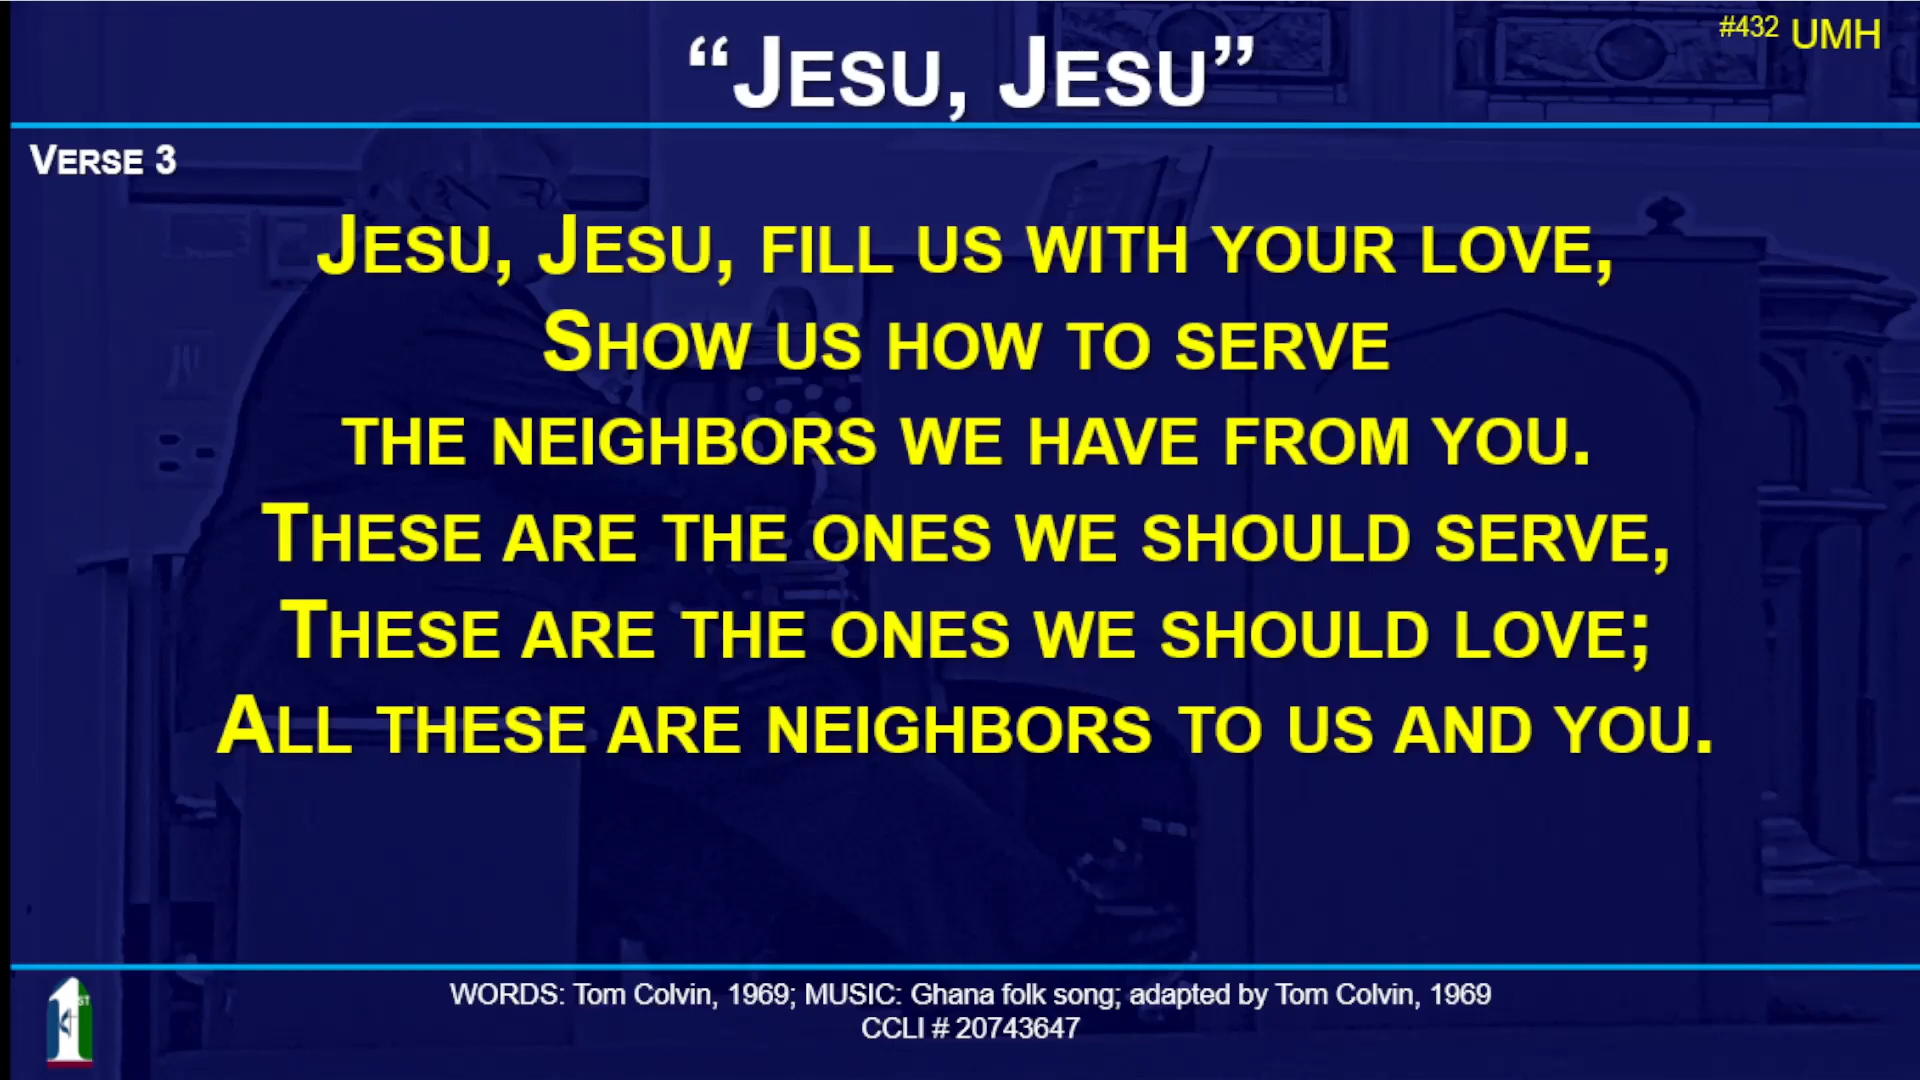 #432 UMH
“Jesu, Jesu”
Verse 3
Jesu, Jesu, fill us with your love,
Show us how to serve
the neighbors we have from you.
These are the ones we should serve,
These are the ones we should love;
All these are neighbors to us and you.
1ST
WORDS: Tom Colvin, 1969; MUSIC: Ghana folk song; adapted by Tom Colvin, 1969
CCLI # 20743647